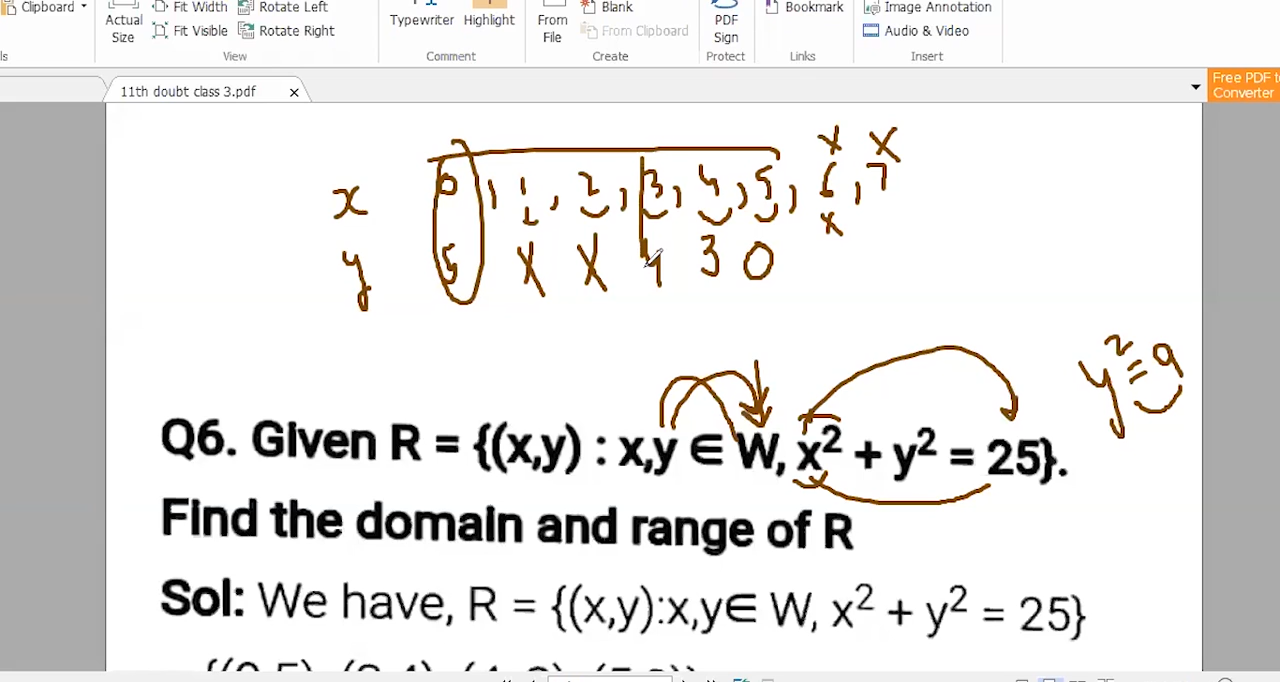 Clipboard Fit Width Rotate Left Blank Bookmark Image Annotation
Actual Size Fit Visible Rotate Right Typewriter Highlight From File From Clipboard PDF Sign Audio & Video
ls View Comment Create Protect Links Insert
11th doubt class 3.pdf × Free PDF to Converter
x x
x 0, 1, 2, 3, 4, 5, 6, 7
x
y 5 X X 4 3 0
y² = 9
Q6. Given R = {(x,y) : x,y ∈ W, x² + y² = 25}.
Find the domain and range of R
Sol: We have, R = {(x,y):x,y∈ W, x² + y² = 25}